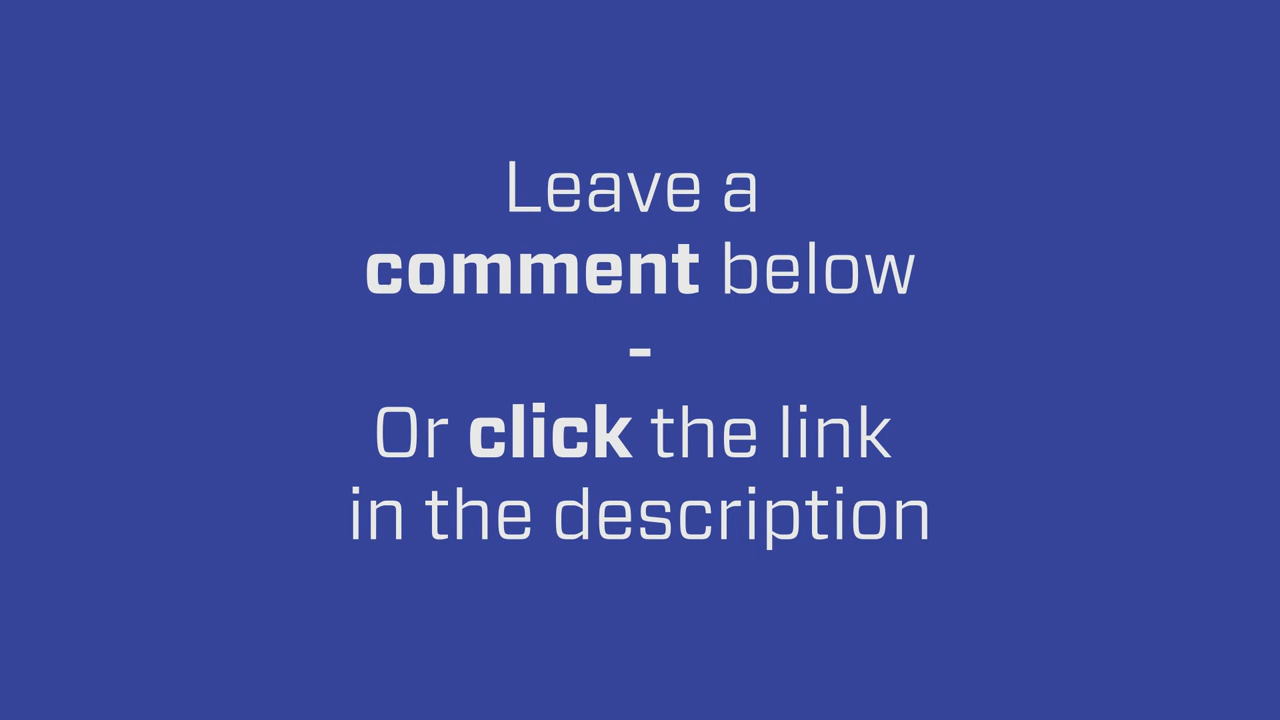 Leave a
comment below
-
Or click the link
in the description